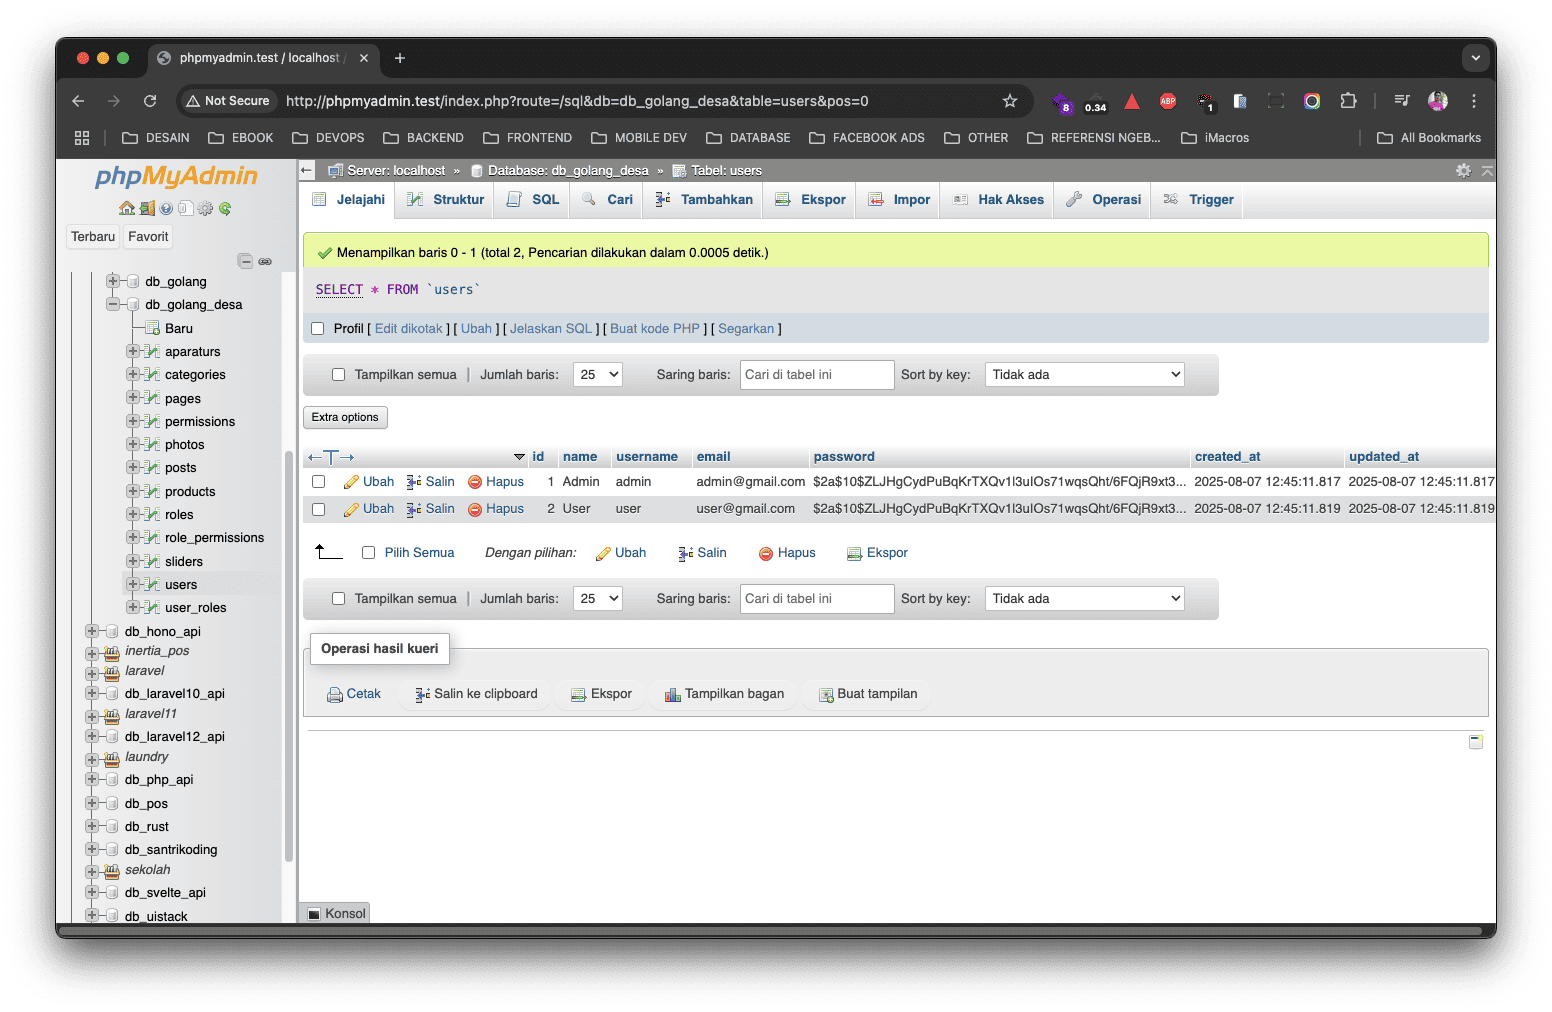 phpmyadmin.test / localhost /
Not Secure
http://phpmyadmin.test/index.php?route=/sql&db=db_golang_desa&table=users&pos=0
8
0.34
ABP
1
DESAIN
EBOOK
DEVOPS
BACKEND
FRONTEND
MOBILE DEV
DATABASE
FACEBOOK ADS
OTHER
REFERENSI NGEB...
iMacros
All Bookmarks
phpMyAdmin
Terbaru
Favorit
db_golang
db_golang_desa
Baru
aparaturs
categories
pages
permissions
photos
posts
products
roles
role_permissions
sliders
users
user_roles
db_hono_api
inertia_pos
laravel
db_laravel10_api
laravel11
db_laravel12_api
laundry
db_php_api
db_pos
db_rust
db_santrikoding
sekolah
db_svelte_api
db_uistack
Server: localhost » Database: db_golang_desa » Tabel: users
Jelajahi
Struktur
SQL
Cari
Tambahkan
Ekspor
Impor
Hak Akses
Operasi
Trigger
Menampilkan baris 0 - 1 (total 2, Pencarian dilakukan dalam 0.0005 detik.)
SELECT * FROM `users`
Profil [ Edit dikotak ] [ Ubah ] [ Jelaskan SQL ] [ Buat kode PHP ] [ Segarkan ]
Tampilkan semua | Jumlah baris: 25 Saring baris: Cari di tabel ini Sort by key: Tidak ada
Extra options
id name username email password created_at updated_at
Ubah Salin Hapus 1 Admin admin admin@gmail.com $2a$10$ZLJHgCydPuBqKrTXQv1l3uIOs71wqsQht/6FQjR9xt3... 2025-08-07 12:45:11.817 2025-08-07 12:45:11.817
Ubah Salin Hapus 2 User user user@gmail.com $2a$10$ZLJHgCydPuBqKrTXQv1l3uIOs71wqsQht/6FQjR9xt3... 2025-08-07 12:45:11.819 2025-08-07 12:45:11.819
Pilih Semua Dengan pilihan: Ubah Salin Hapus Ekspor
Tampilkan semua | Jumlah baris: 25 Saring baris: Cari di tabel ini Sort by key: Tidak ada
Operasi hasil kueri
Cetak Salin ke clipboard Ekspor Tampilkan bagan Buat tampilan
Konsol